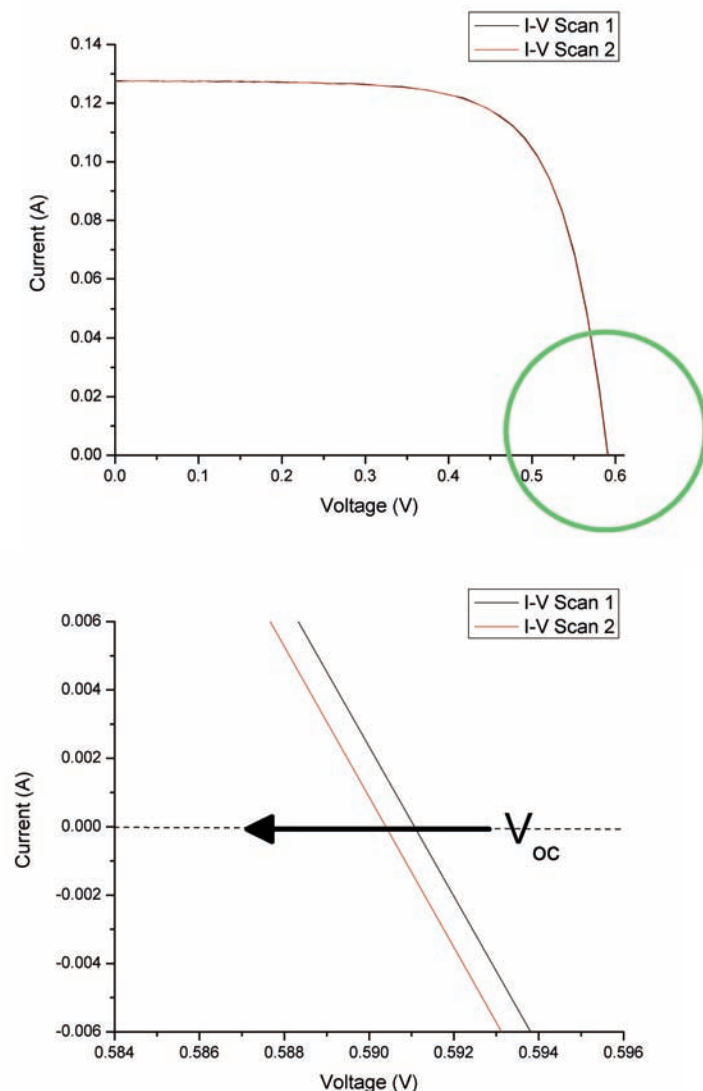 I-V Scan 1
I-V Scan 2
0.14
0.12
0.10
0.08
0.06
0.04
0.02
0.00
Current (A)
0.0 0.1 0.2 0.3 0.4 0.5 0.6
Voltage (V)
I-V Scan 1
I-V Scan 2
0.006
0.004
0.002
0.000
-0.002
-0.004
-0.006
Current (A)
Voc
0.584 0.586 0.588 0.590 0.592 0.594 0.596
Voltage (V)